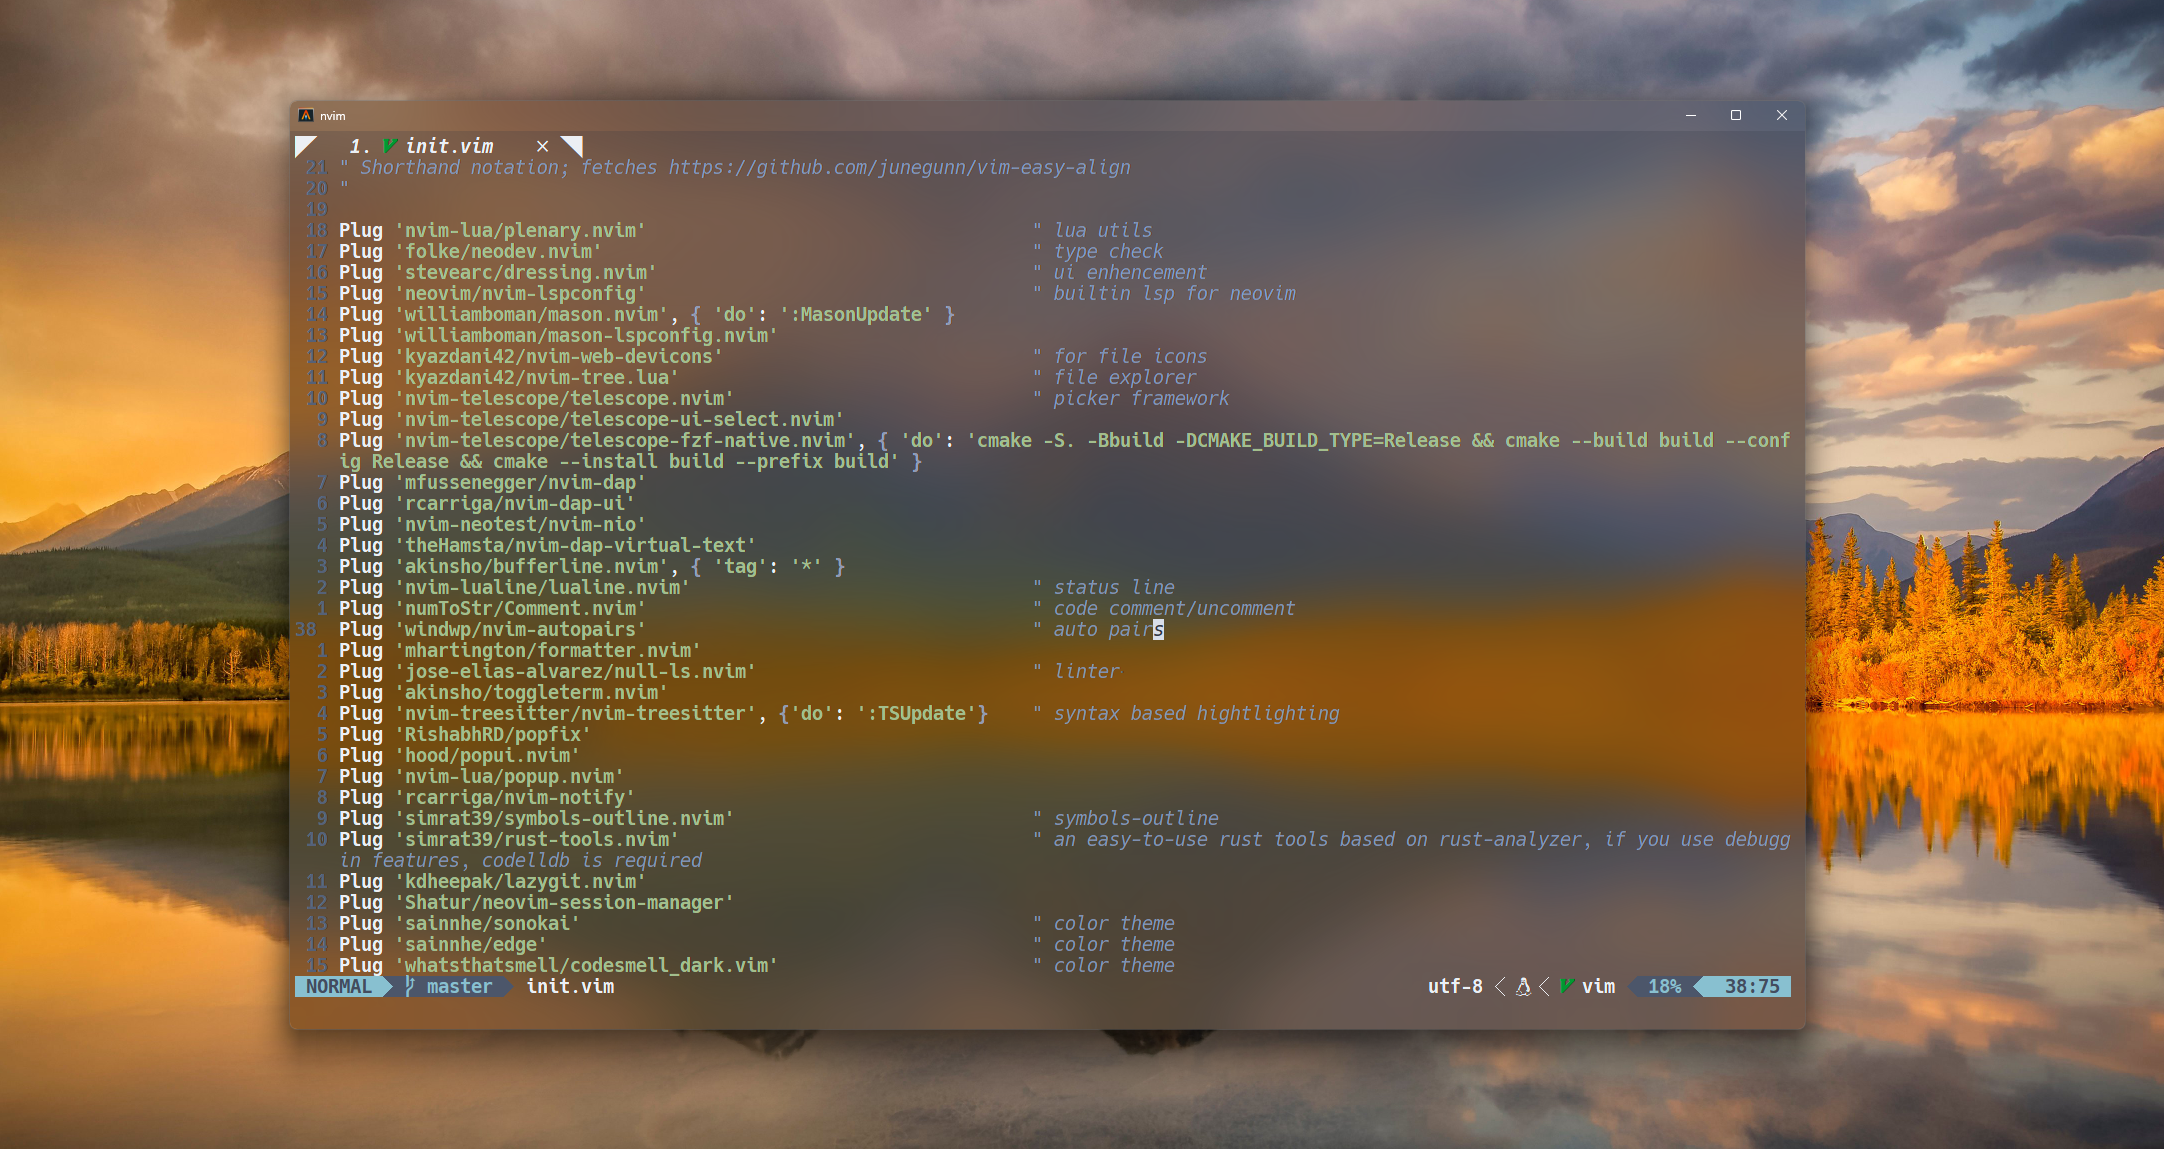 nvim
1. init.vim ×
21 " Shorthand notation; fetches https://github.com/junegunn/vim-easy-align
20 "
19
18 Plug 'nvim-lua/plenary.nvim' " lua utils
17 Plug 'folke/neodev.nvim' " type check
16 Plug 'stevearc/dressing.nvim' " ui enhencement
15 Plug 'neovim/nvim-lspconfig' " builtin lsp for neovim
14 Plug 'williamboman/mason.nvim', { 'do': ':MasonUpdate' }
13 Plug 'williamboman/mason-lspconfig.nvim'
12 Plug 'kyazdani42/nvim-web-devicons' " for file icons
11 Plug 'kyazdani42/nvim-tree.lua' " file explorer
10 Plug 'nvim-telescope/telescope.nvim' " picker framework
9 Plug 'nvim-telescope/telescope-ui-select.nvim'
8 Plug 'nvim-telescope/telescope-fzf-native.nvim', { 'do': 'cmake -S. -Bbuild -DCMAKE_BUILD_TYPE=Release && cmake --build build --conf
ig Release && cmake --install build --prefix build' }
7 Plug 'mfussenegger/nvim-dap'
6 Plug 'rcarriga/nvim-dap-ui'
5 Plug 'nvim-neotest/nvim-nio'
4 Plug 'theHamsta/nvim-dap-virtual-text'
3 Plug 'akinsho/bufferline.nvim', { 'tag': '*' }
2 Plug 'nvim-lualine/lualine.nvim' " status line
1 Plug 'numToStr/Comment.nvim' " code comment/uncomment
38 Plug 'windwp/nvim-autopairs' " auto pairs
1 Plug 'mhartington/formatter.nvim'
2 Plug 'jose-elias-alvarez/null-ls.nvim' " linter
3 Plug 'akinsho/toggleterm.nvim'
4 Plug 'nvim-treesitter/nvim-treesitter', {'do': ':TSUpdate'} " syntax based hightlighting
5 Plug 'RishabhRD/popfix'
6 Plug 'hood/popui.nvim'
7 Plug 'nvim-lua/popup.nvim'
8 Plug 'rcarriga/nvim-notify'
9 Plug 'simrat39/symbols-outline.nvim' " symbols-outline
10 Plug 'simrat39/rust-tools.nvim' " an easy-to-use rust tools based on rust-analyzer, if you use debugg
in features, codelldb is required
11 Plug 'kdheepak/lazygit.nvim'
12 Plug 'Shatur/neovim-session-manager'
13 Plug 'sainnhe/sonokai' " color theme
14 Plug 'sainnhe/edge' " color theme
15 Plug 'whatsthatsmell/codesmell_dark.vim' " color theme
NORMAL master init.vim utf-8 vim 18% 38:75